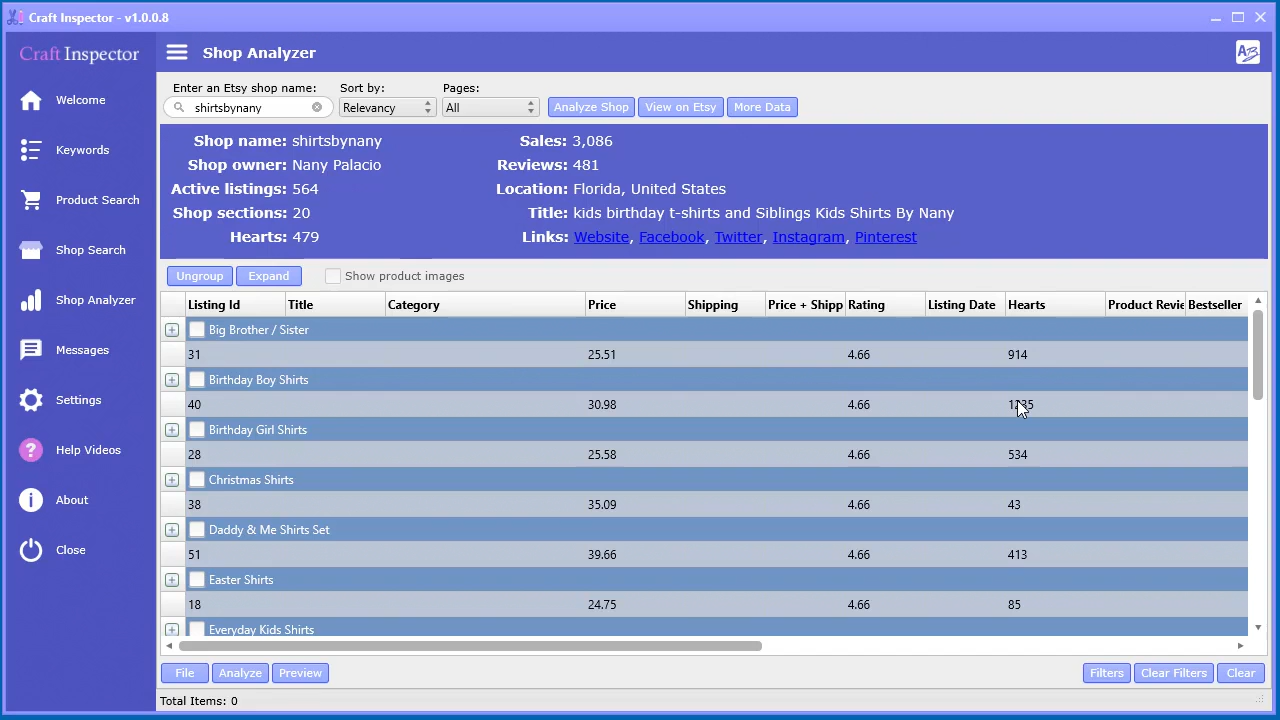 Craft Inspector - v1.0.0.8
Craft Inspector
Shop Analyzer
Welcome
Keywords
Product Search
Shop Search
Shop Analyzer
Messages
Settings
Help Videos
About
Close
Enter an Etsy shop name: Sort by: Pages:
shirtsbynany Relevancy All Analyze Shop View on Etsy More Data
Shop name: shirtsbynany Sales: 3,086
Shop owner: Nany Palacio Reviews: 481
Active listings: 564 Location: Florida, United States
Shop sections: 20 Title: kids birthday t-shirts and Siblings Kids Shirts By Nany
Hearts: 479 Links: Website, Facebook, Twitter, Instagram, Pinterest
Ungroup Expand Show product images
Listing Id Title Category Price Shipping Price + Shipp Rating Listing Date Hearts Product Revie Bestseller
Big Brother / Sister
31 25.51 4.66 914
Birthday Boy Shirts
40 30.98 4.66
Birthday Girl Shirts
28 25.58 4.66 534
Christmas Shirts
38 35.09 4.66 43
Daddy & Me Shirts Set
51 39.66 4.66 413
Easter Shirts
18 24.75 4.66 85
Everyday Kids Shirts
File Analyze Preview Filters Clear Filters Clear
Total Items: 0